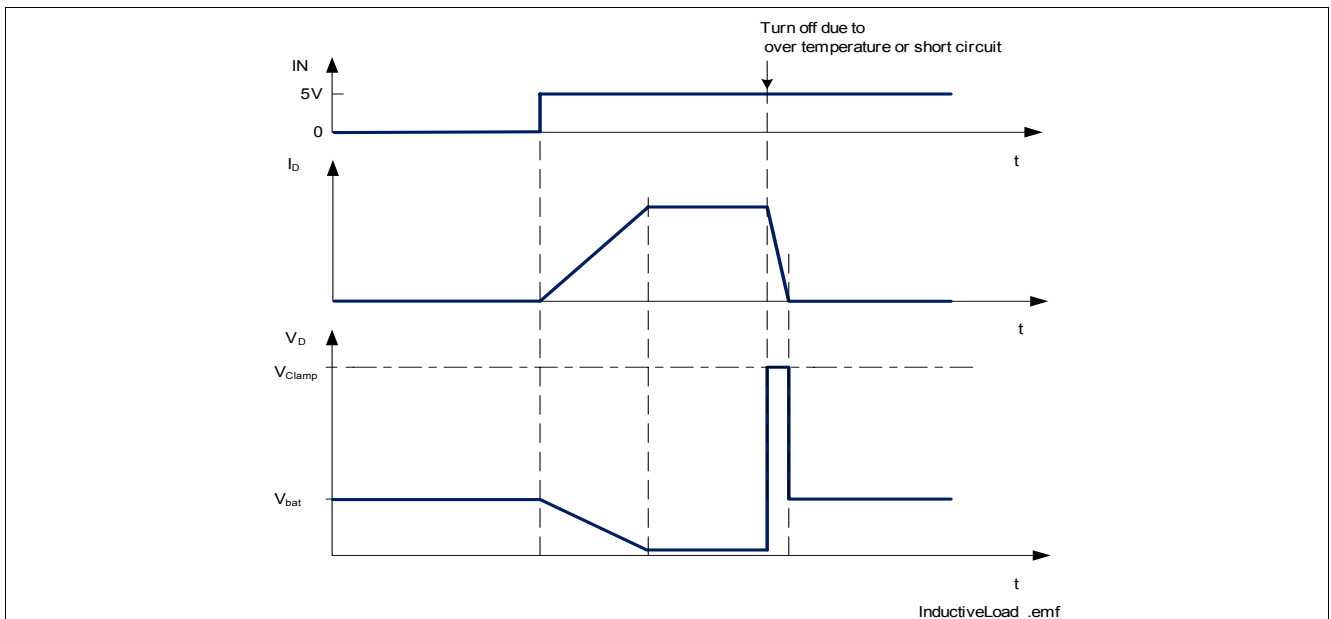 Turn off due to
over temperature or short circuit
IN
5V
0
t
I_D
t
V_D
V_Clamp
V_bat
t
InductiveLoad .emf